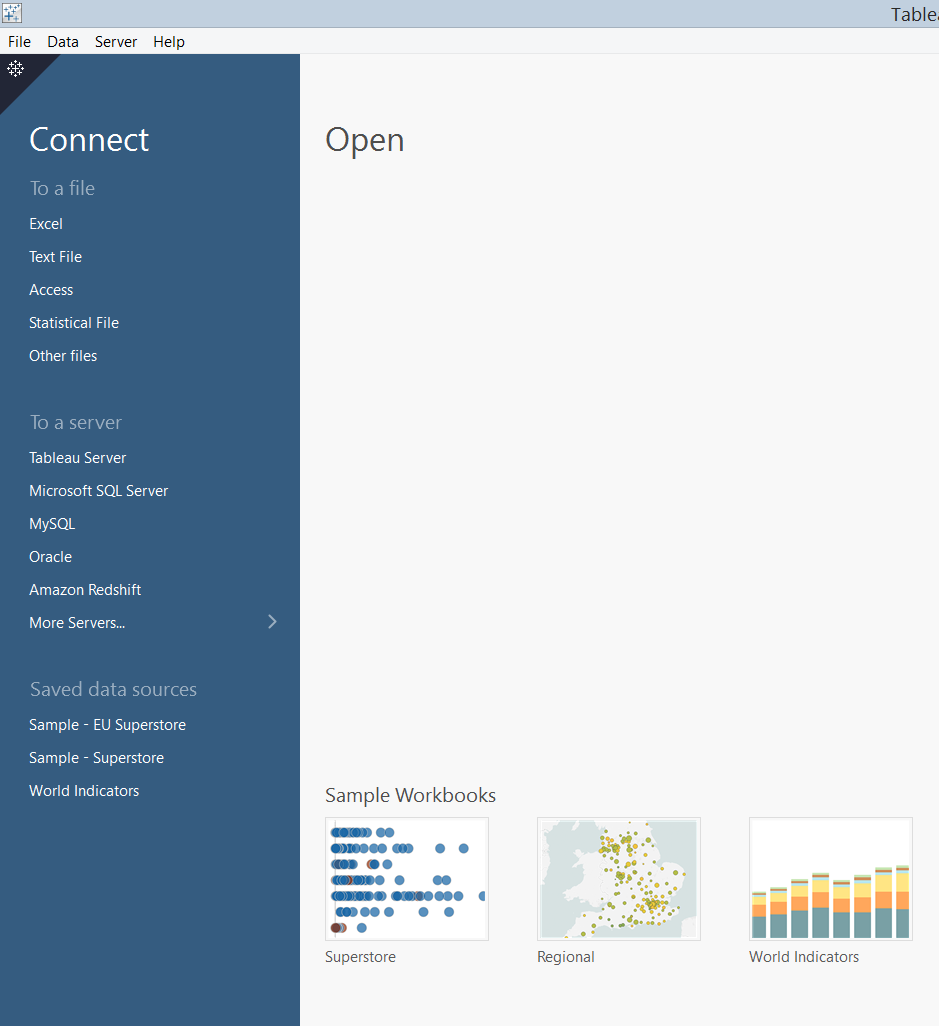 Table
File Data Server Help
Connect
To a file
Excel
Text File
Access
Statistical File
Other files
To a server
Tableau Server
Microsoft SQL Server
MySQL
Oracle
Amazon Redshift
More Servers...
Saved data sources
Sample - EU Superstore
Sample - Superstore
World Indicators
Open
Sample Workbooks
Superstore
Regional
World Indicators